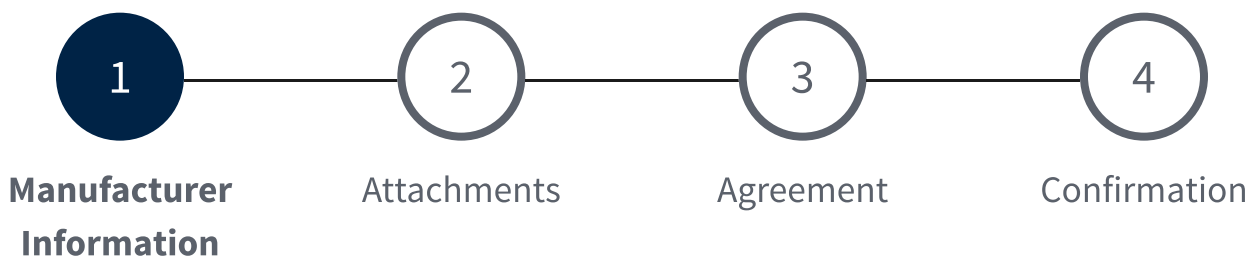 1
2
3
4
Manufacturer
Information
Attachments
Agreement
Confirmation